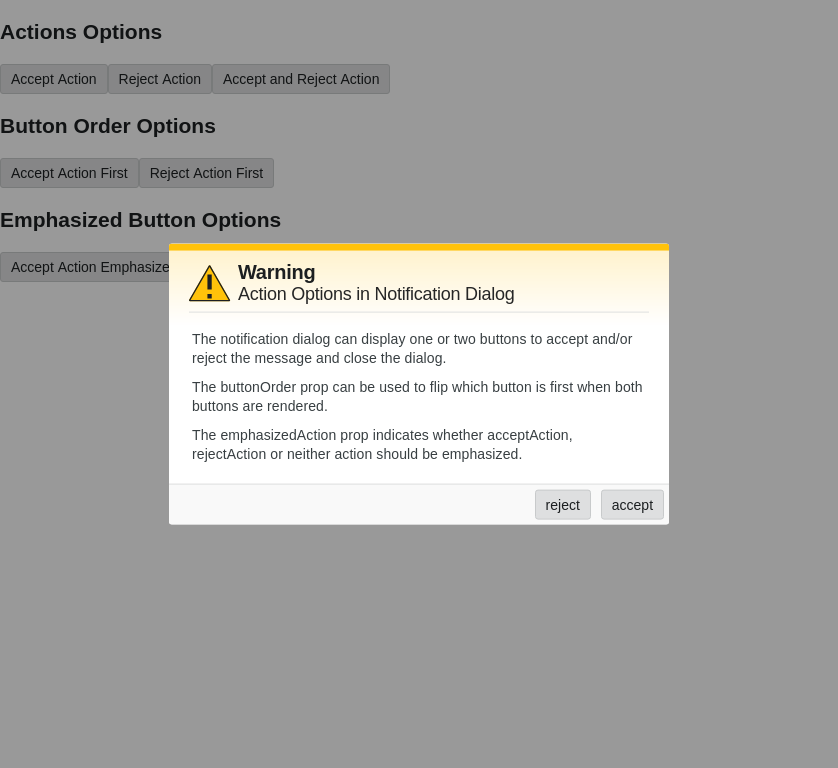 Actions Options
Accept Action Reject Action Accept and Reject Action
Button Order Options
Accept Action First Reject Action First
Emphasized Button Options
Accept Action Emphasize
Warning
Action Options in Notification Dialog
The notification dialog can display one or two buttons to accept and/or
reject the message and close the dialog.
The buttonOrder prop can be used to flip which button is first when both
buttons are rendered.
The emphasizedAction prop indicates whether acceptAction,
rejectAction or neither action should be emphasized.
reject accept